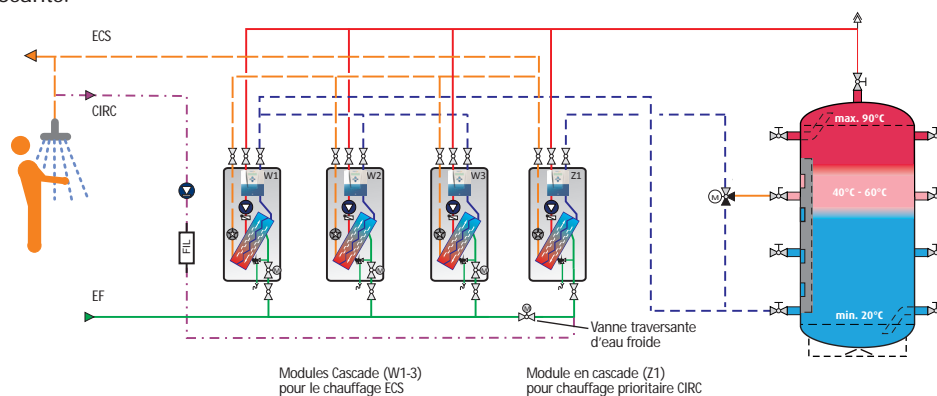 ECS
CIRC
W1
W2
W3
Z1
max. 90°C
M
40°C - 60°C
FIL
M
M
M
EF
M
min. 20°C
Vanne traversante
d'eau froide
Modules Cascade (W1-3)
pour le chauffage ECS
Module en cascade (Z1)
pour chauffage prioritaire CIRC